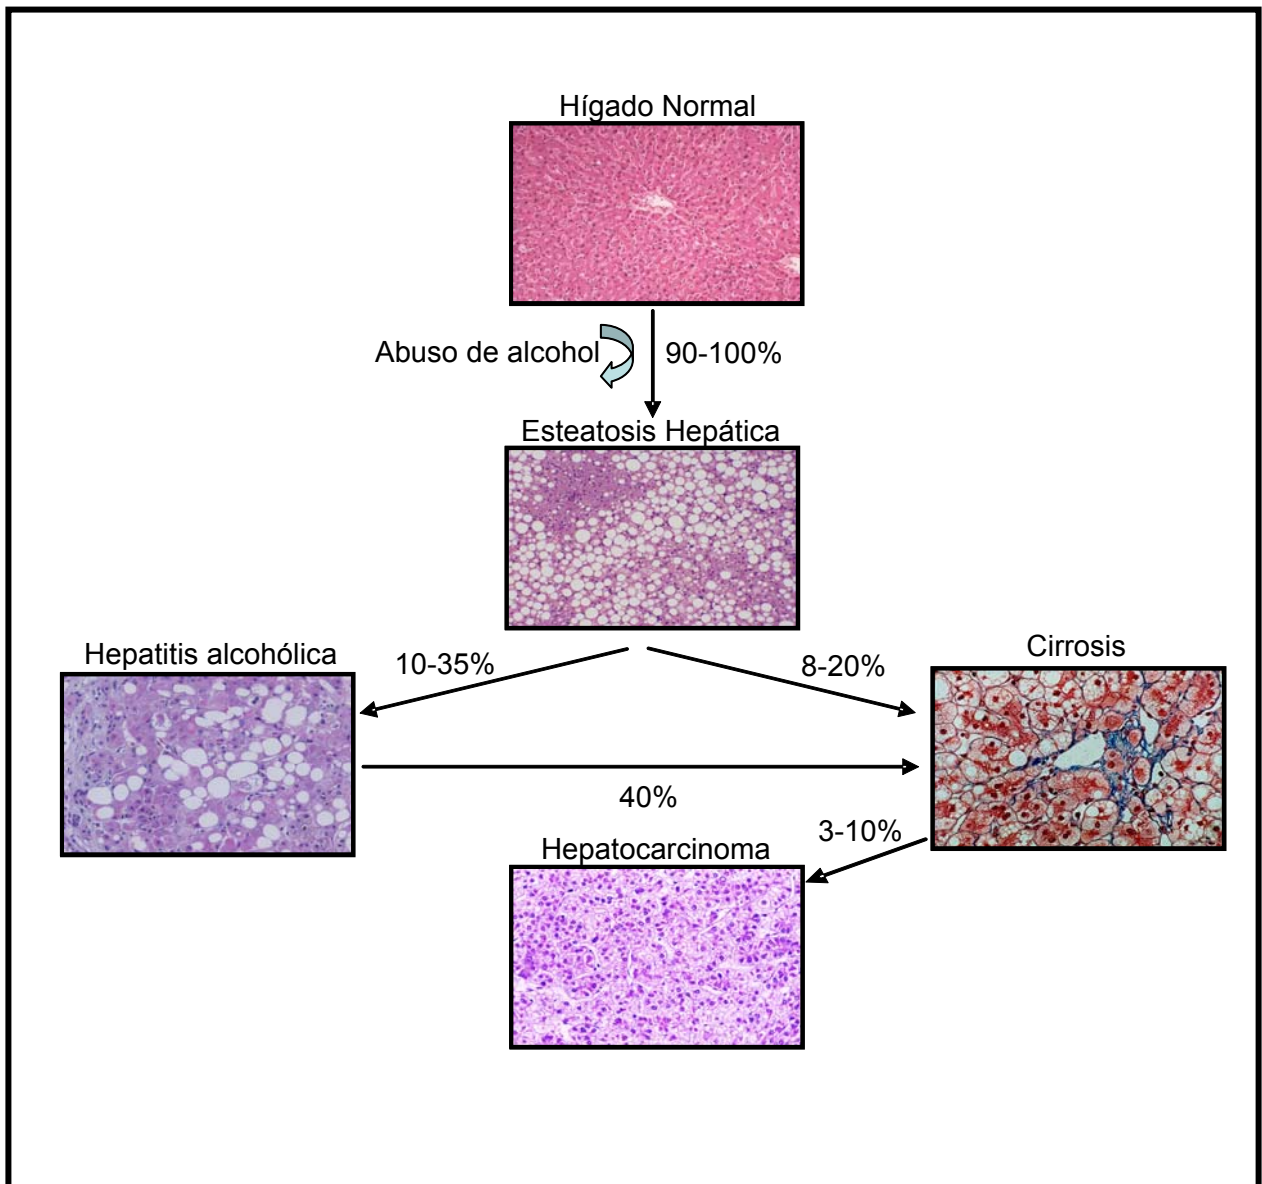 Hígado Normal
Abuso de alcohol
90-100%
Esteatosis Hepática
Hepatitis alcohólica
10-35%
8-20%
Cirrosis
40%
3-10%
Hepatocarcinoma